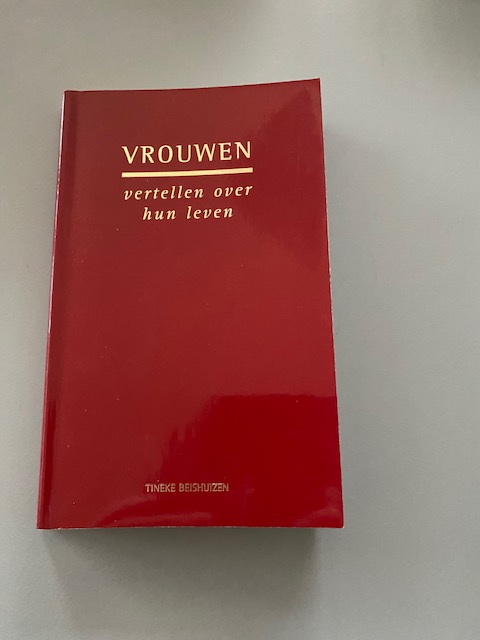 VROUWEN
vertellen over
hun leven
TINEKE BEISHUIZEN